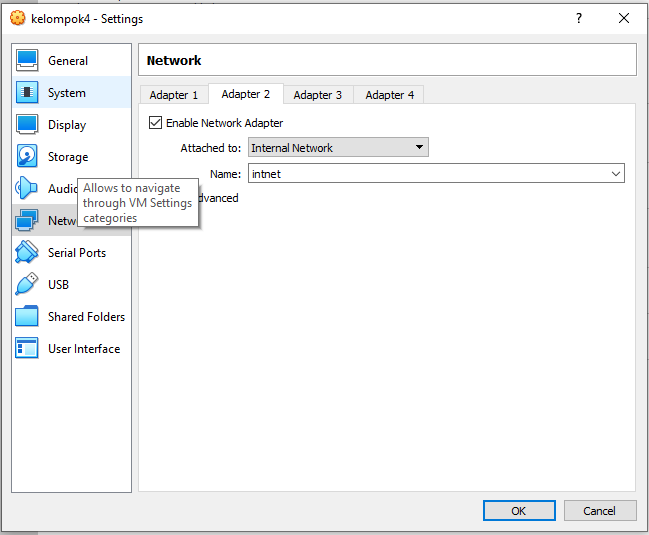 kelompok4 - Settings
?
General
System
Display
Storage
Audio
Netw
Serial Ports
USB
Shared Folders
User Interface
Allows to navigate
through VM Settings
categories
Network
Adapter 1 Adapter 2 Adapter 3 Adapter 4
Enable Network Adapter
Attached to: Internal Network
Name: intnet
dvanced
OK Cancel